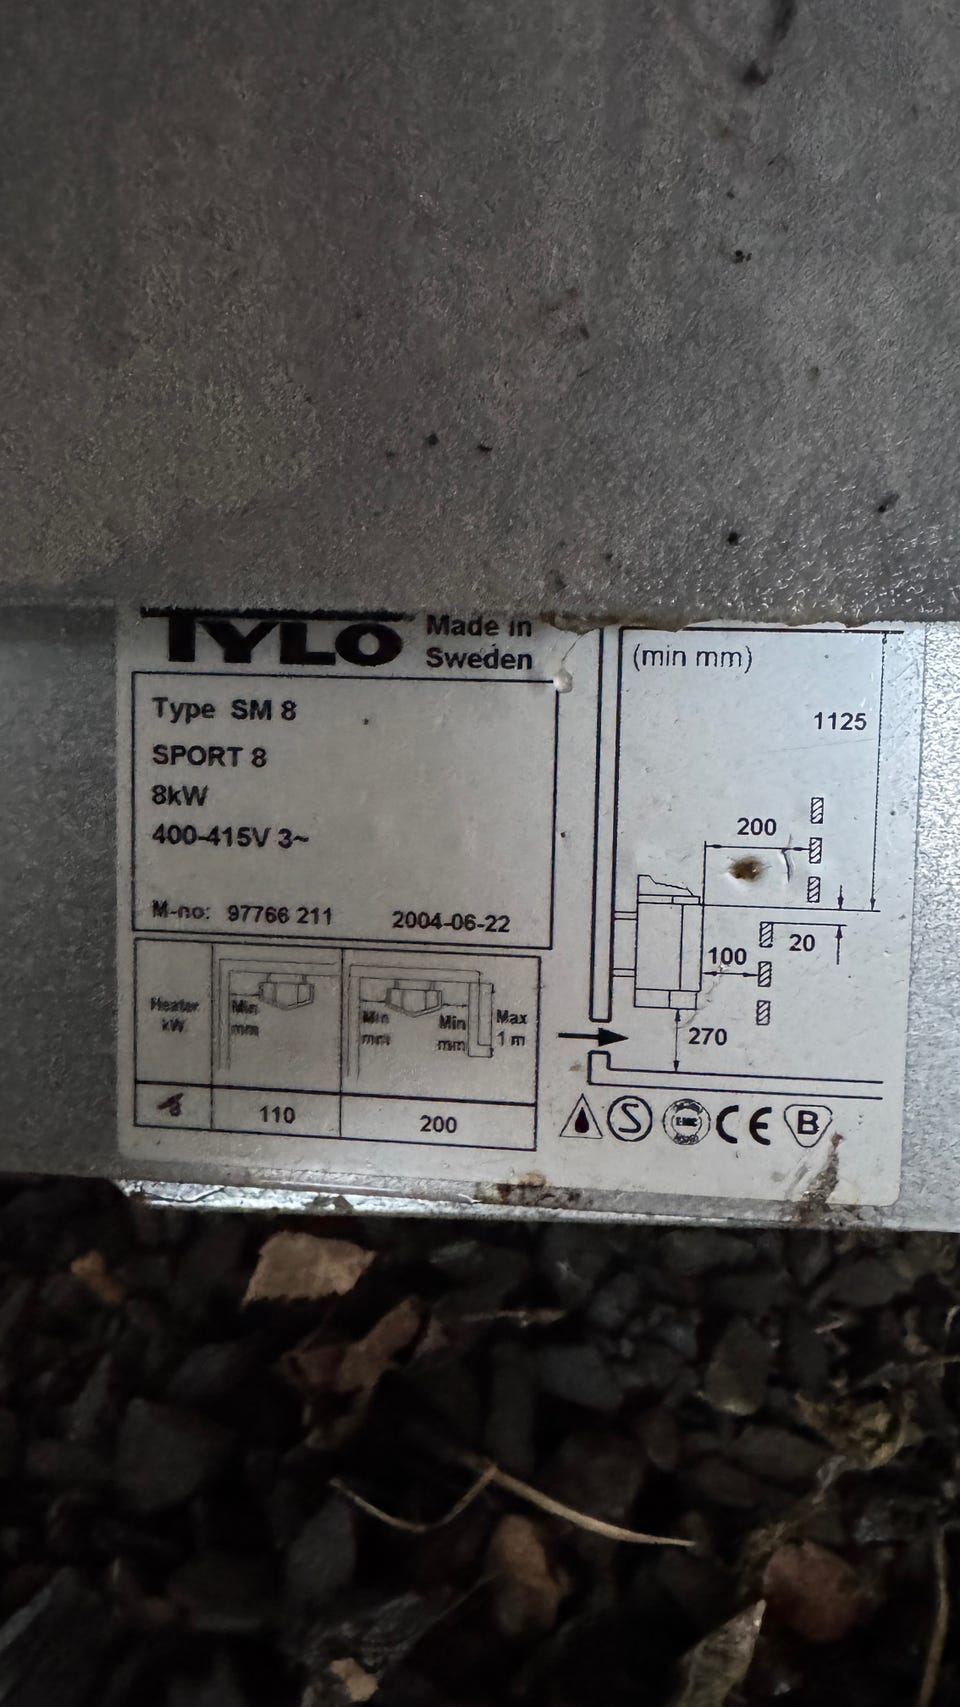 TYLO
Made in
Sweden
Type SM 8
SPORT 8
8kW
400-415V 3~
M-no: 97766 211 2004-06-22
Heater
kW
Min
mm
Min
mm
Min
mm
Max
1 m
8
110
200
(min mm)
1125
200
20
100
270
S
EMC
CE
B